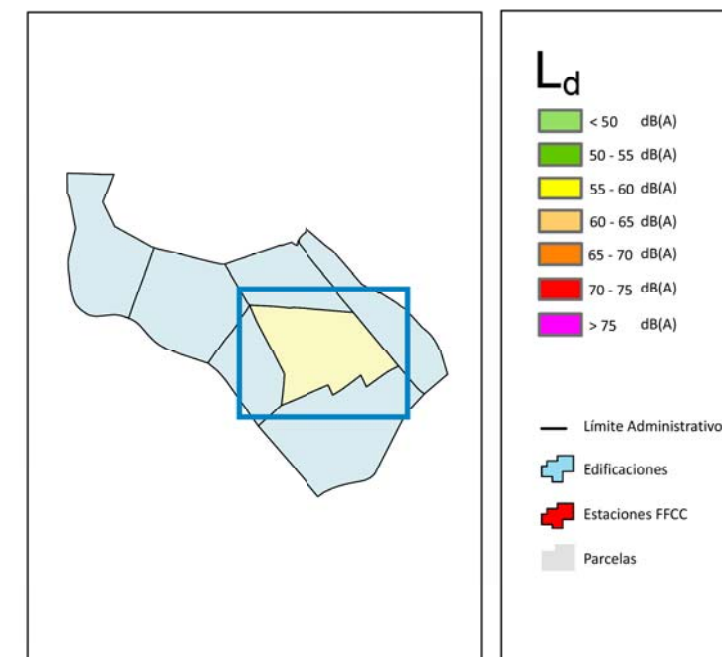 Ld
< 50 dB(A)
50 - 55 dB(A)
55 - 60 dB(A)
60 - 65 dB(A)
65 - 70 dB(A)
70 - 75 dB(A)
> 75 dB(A)
Límite Administrativo
Edificaciones
Estaciones FFCC
Parcelas